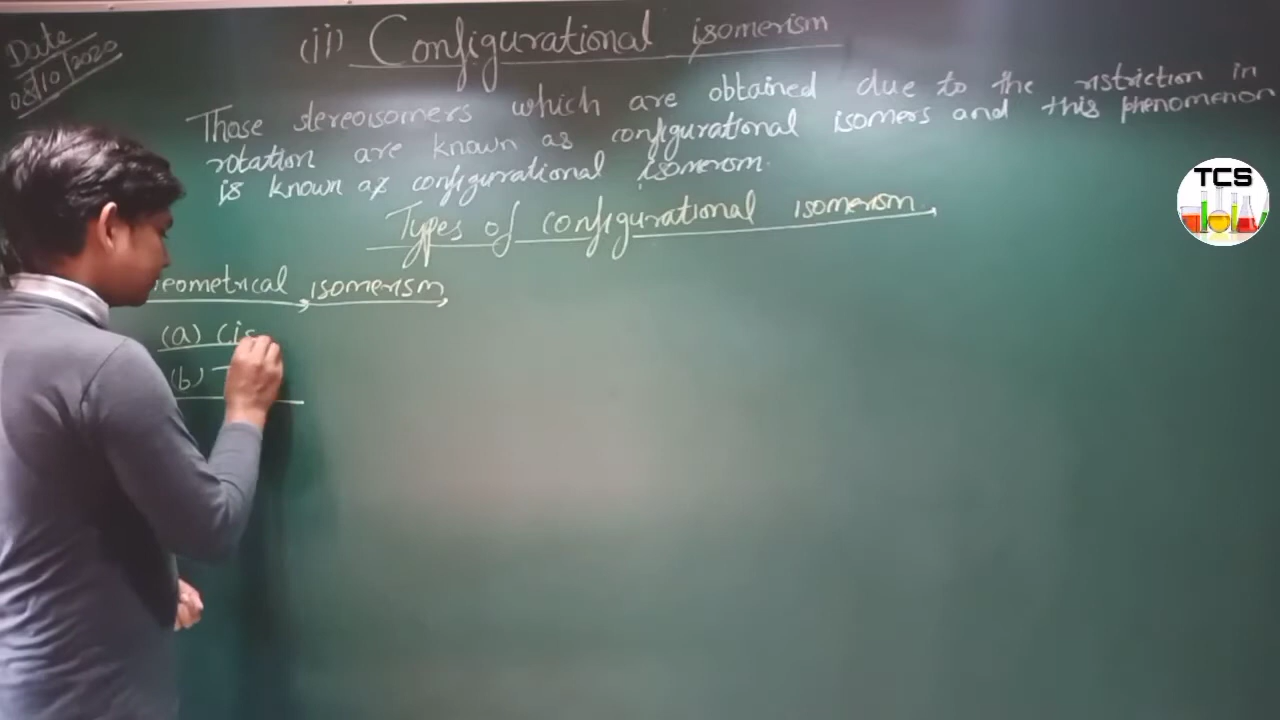 Date
08/10/2020
(ii) Configurational isomerism
Those stereoisomers which are obtained due to the ristriction in
rotation are known as configurational isomers and this phenomenon
is known as configurational isomerism.
Types of configurational isomerism
eometrical isomerism
(a) Cis
(b) T
TCS